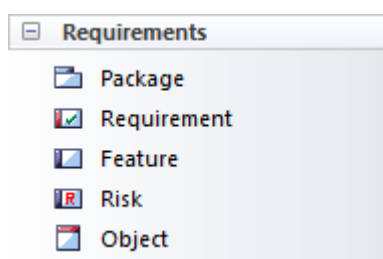 Requirements
Package
Requirement
Feature
Risk
Object